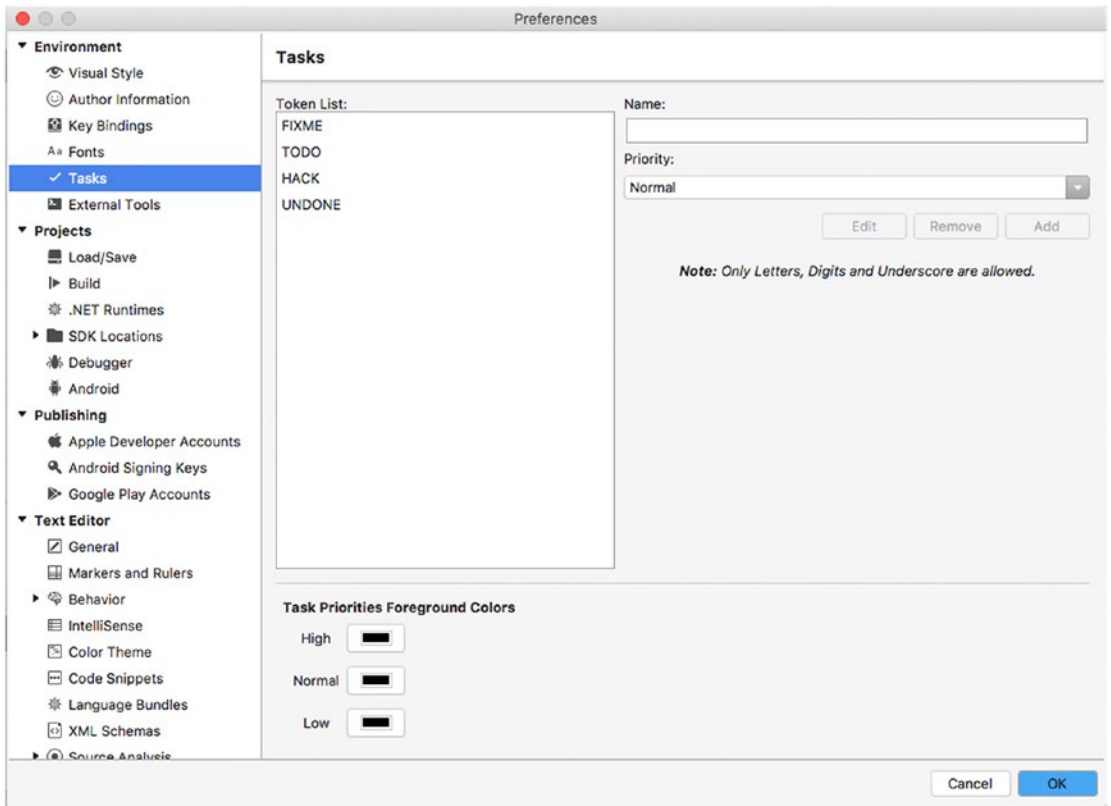 Preferences
Environment
Visual Style
Author Information
Key Bindings
Aa Fonts
Tasks
External Tools
Projects
Load/Save
Build
.NET Runtimes
SDK Locations
Debugger
Android
Publishing
Apple Developer Accounts
Android Signing Keys
Google Play Accounts
Text Editor
General
Markers and Rulers
Behavior
IntelliSense
Color Theme
Code Snippets
Language Bundles
XML Schemas
Source Analysis
Tasks
Token List:
FIXME
TODO
HACK
UNDONE
Name:
Priority:
Normal
Edit Remove Add
Note: Only Letters, Digits and Underscore are allowed.
Task Priorities Foreground Colors
High
Normal
Low
Cancel OK